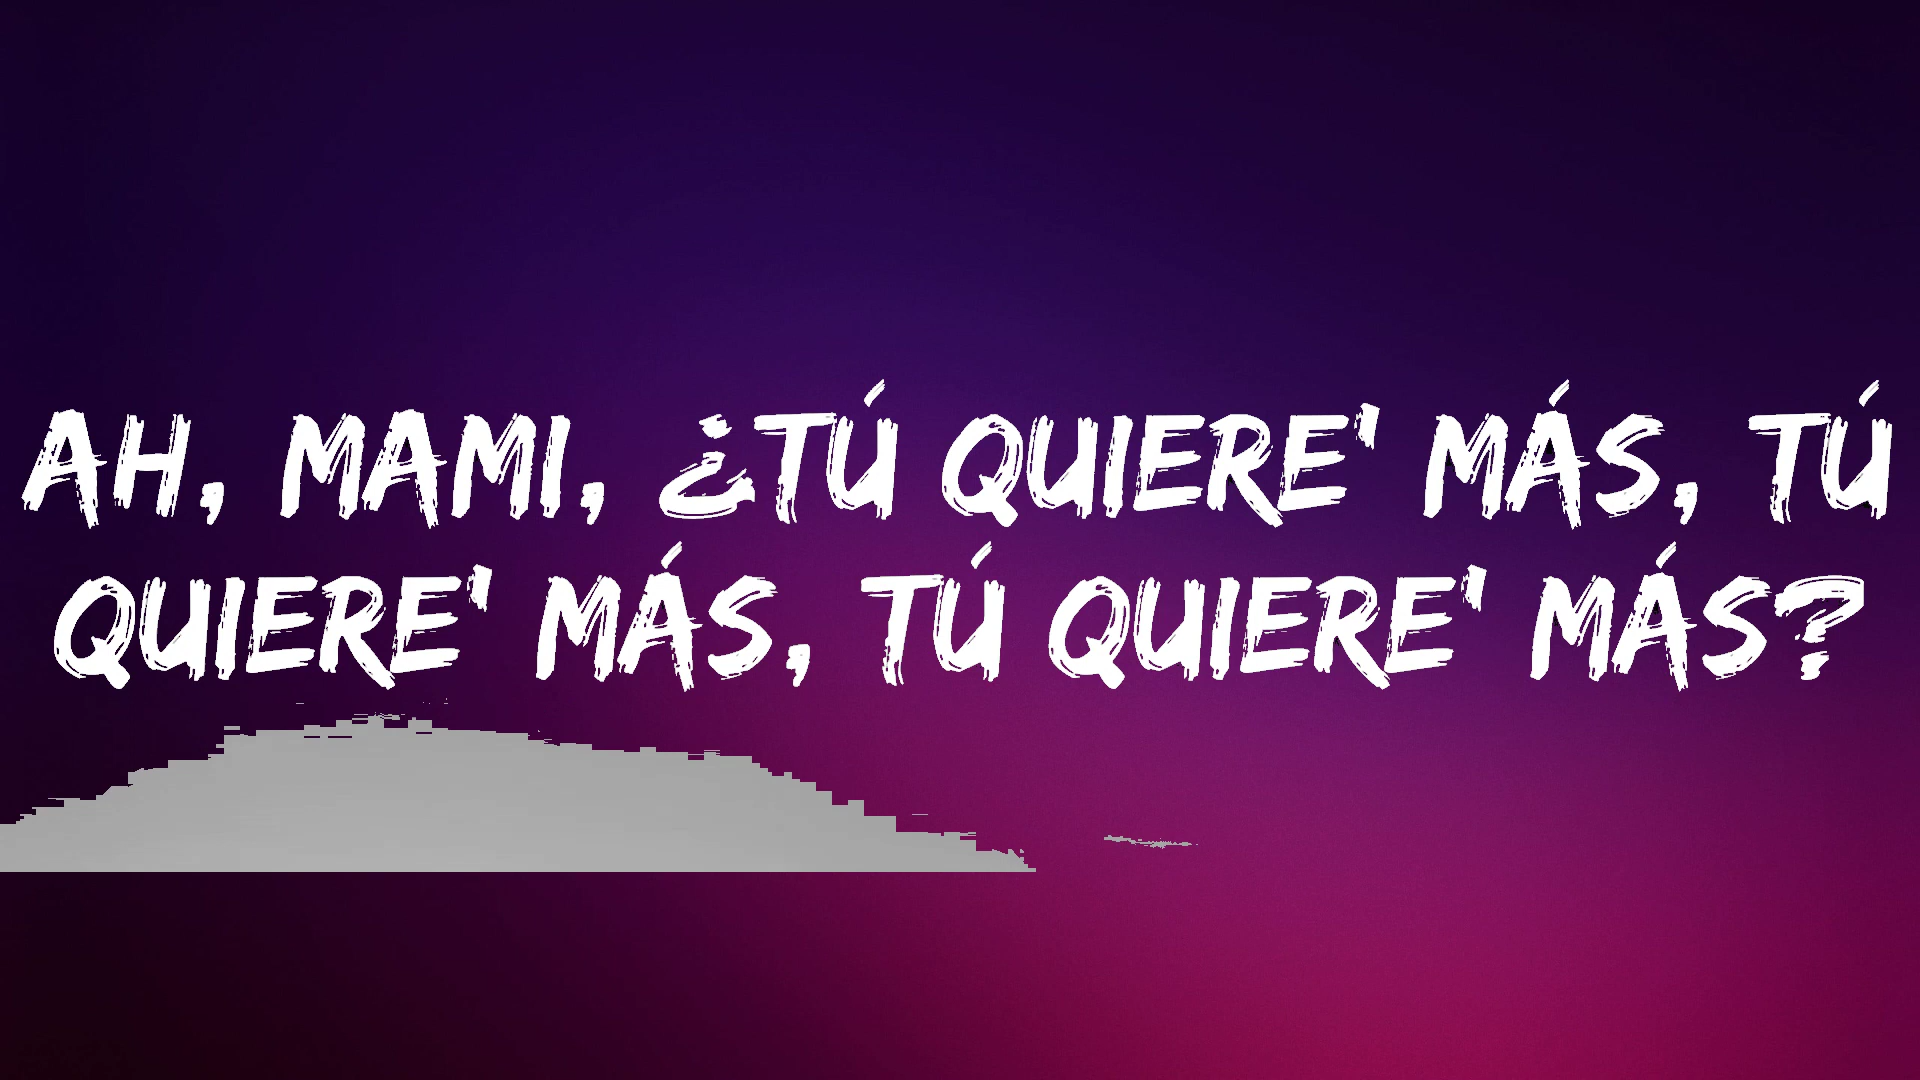 AH, MAMI, ¿TÚ QUIERE' MÁS, TÚ
QUIERE' MÁS, TÚ QUIERE' MÁS?